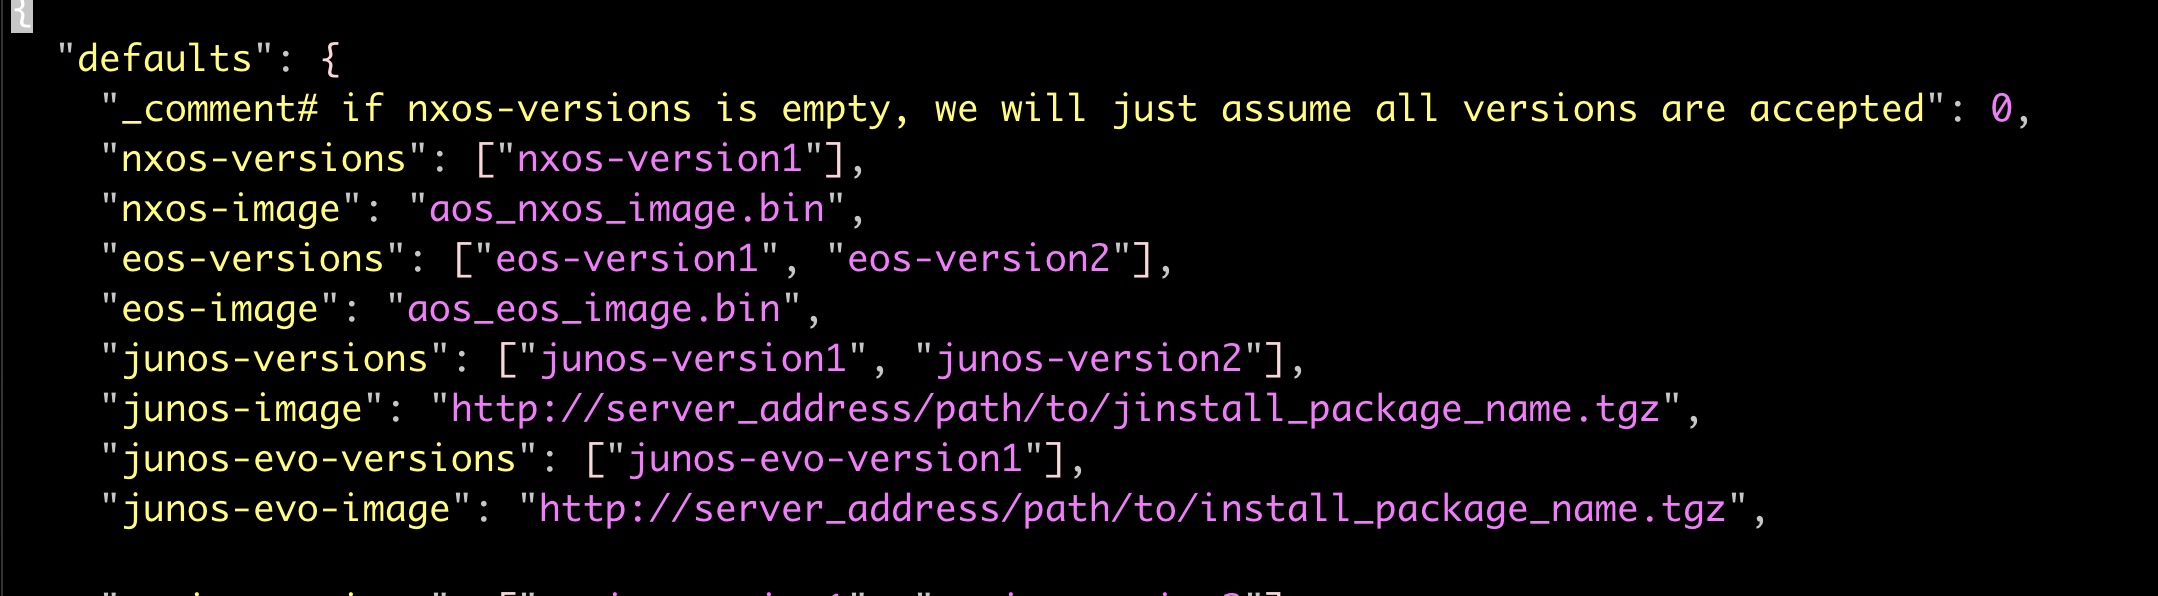 {
"defaults": {
"_comment# if nxos-versions is empty, we will just assume all versions are accepted": 0,
"nxos-versions": ["nxos-version1"],
"nxos-image": "aos_nxos_image.bin",
"eos-versions": ["eos-version1", "eos-version2"],
"eos-image": "aos_eos_image.bin",
"junos-versions": ["junos-version1", "junos-version2"],
"junos-image": "http://server_address/path/to/jinstall_package_name.tgz",
"junos-evo-versions": ["junos-evo-version1"],
"junos-evo-image": "http://server_address/path/to/install_package_name.tgz",